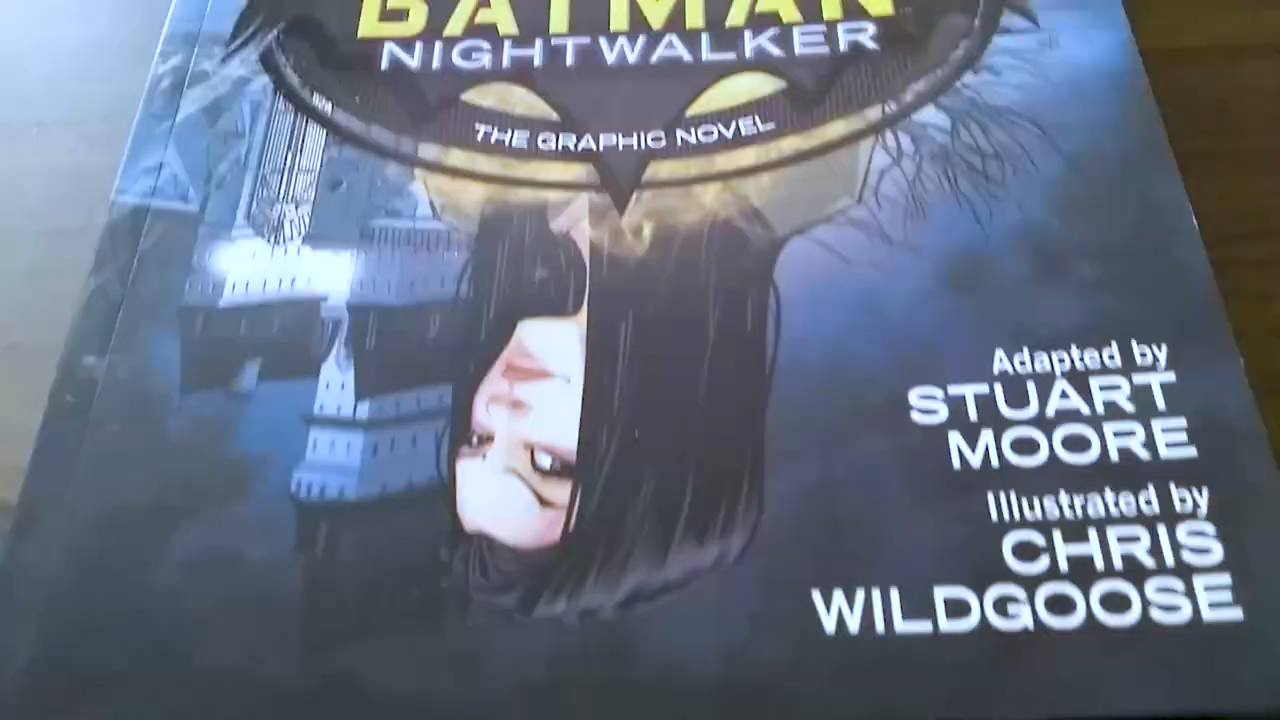 BATMAN
NIGHTWALKER
THE GRAPHIC NOVEL
Adapted by
STUART
MOORE
Illustrated by
CHRIS
WILDGOOSE